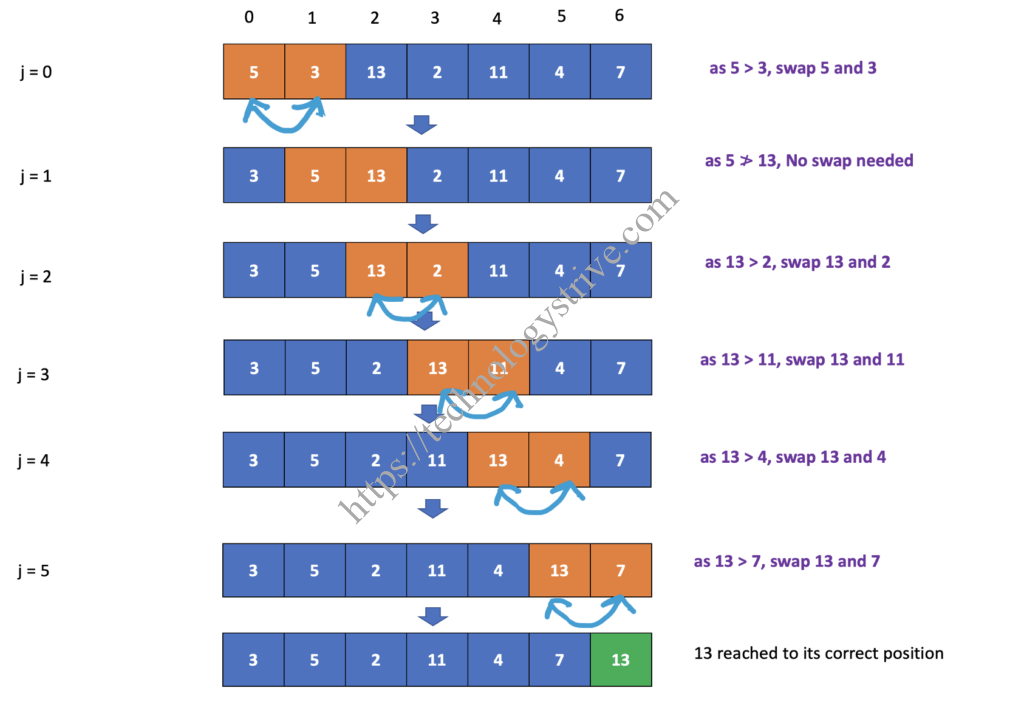 0 1 2 3 4 5 6
j = 0 5 3 13 2 11 4 7 as 5 > 3, swap 5 and 3
j = 1 3 5 13 2 11 4 7 as 5 ≯ 13, No swap needed
j = 2 3 5 13 2 11 4 7 as 13 > 2, swap 13 and 2
j = 3 3 5 2 13 11 4 7 as 13 > 11, swap 13 and 11
j = 4 3 5 2 11 13 4 7 as 13 > 4, swap 13 and 4
j = 5 3 5 2 11 4 13 7 as 13 > 7, swap 13 and 7
3 5 2 11 4 7 13 13 reached to its correct position
https://technologystrive.com